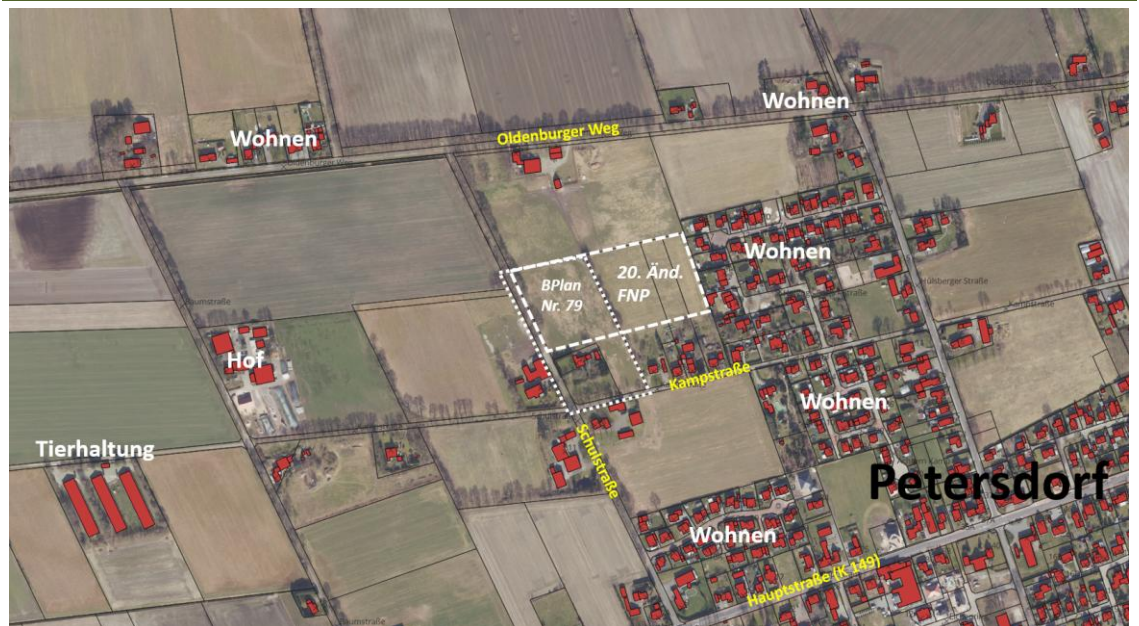 Wohnen
Oldenburger Weg
Wohnen
Wohnen
BPlan
Nr. 79
20. Änd.
FNP
Hof
Kampstraße
Wohnen
Tierhaltung
Schulstraße
Petersdorf
Wohnen
Hauptstraße (K 149)
Baumstraße